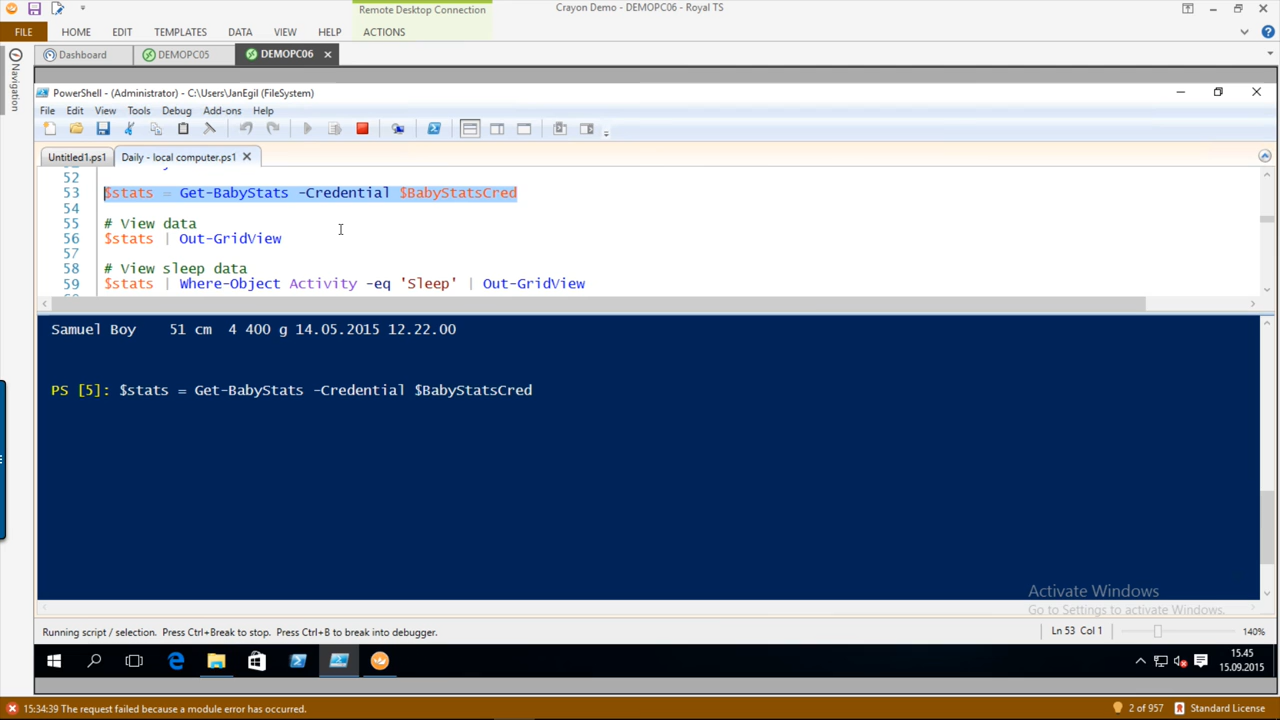 Remote Desktop Connection
Crayon Demo - DEMOPC06 - Royal TS
FILE HOME EDIT TEMPLATES DATA VIEW HELP ACTIONS
Dashboard DEMOPC05 DEMOPC06
Navigation
PowerShell - (Administrator) - C:\Users\JanEgil (FileSystem)
File Edit View Tools Debug Add-ons Help
Untitled1.ps1 Daily - local computer.ps1
52
53 $stats = Get-BabyStats -Credential $BabyStatsCred
54
55 # View data
56 $stats | Out-GridView
57
58 # View sleep data
59 $stats | Where-Object Activity -eq 'Sleep' | Out-GridView
Samuel Boy 51 cm 4 400 g 14.05.2015 12.22.00
PS [5]: $stats = Get-BabyStats -Credential $BabyStatsCred
Activate Windows
Go to Settings to activate Windows.
Running script / selection. Press Ctrl+Break to stop. Press Ctrl+B to break into debugger.
Ln 53 Col 1
140%
15.45
15.09.2015
15:34:39 The request failed because a module error has occurred.
2 of 957
Standard License